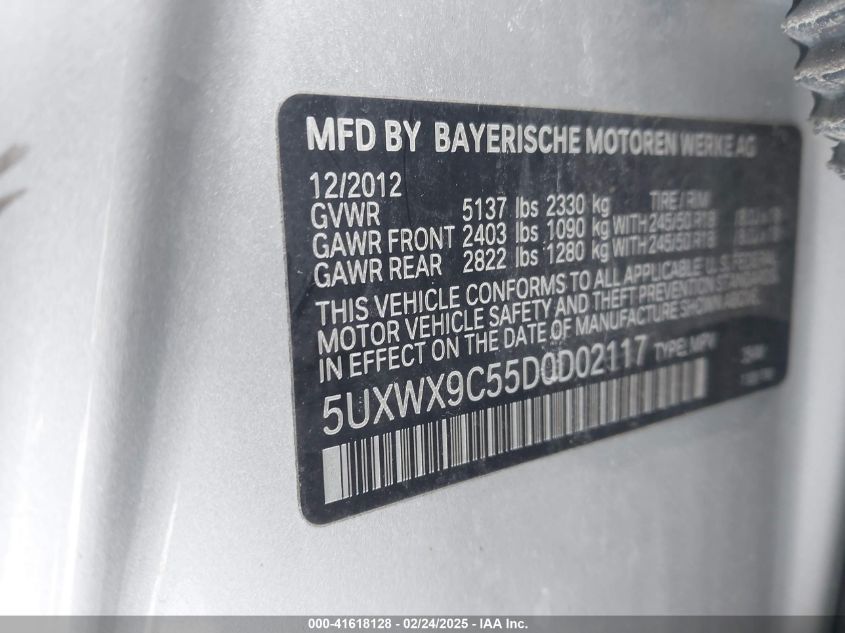 MFD BY BAYERISCHE MOTOREN WERKE AG
12/2012
GVWR 5137 lbs 2330 kg TIRE / RIM
GAWR FRONT 2403 lbs 1090 kg WITH 245/50 R18
GAWR REAR 2822 lbs 1280 kg WITH 245/50 R18
THIS VEHICLE CONFORMS TO ALL APPLICABLE U.S. FEDERAL
MOTOR VEHICLE SAFETY AND THEFT PREVENTION STANDARDS
IN EFFECT ON THE DATE OF MANUFACTURE SHOWN ABOVE.
5UXWX9C55D0D02117 TYPE: MPV
000-41618128 - 02/24/2025 - IAA Inc.